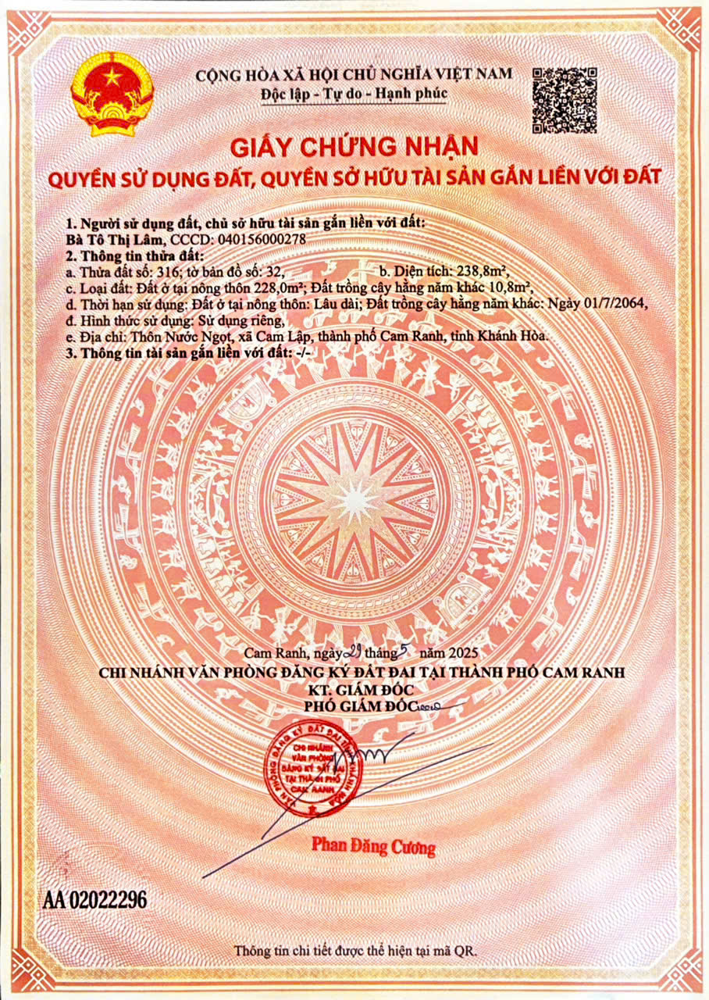 CỘNG HÒA XÃ HỘI CHỦ NGHĨA VIỆT NAM
Độc lập - Tự do - Hạnh phúc
GIẤY CHỨNG NHẬN
QUYỀN SỬ DỤNG ĐẤT, QUYỀN SỞ HỮU TÀI SẢN GẮN LIỀN VỚI ĐẤT
1. Người sử dụng đất, chủ sở hữu tài sản gắn liền với đất:
Bà Tô Thị Lâm, CCCD: 040156000278
2. Thông tin thửa đất:
a. Thửa đất số: 316; tờ bản đồ số: 32, b. Diện tích: 238,8m²,
c. Loại đất: Đất ở tại nông thôn 228,0m²; Đất trồng cây hằng năm khác 10,8m²,
d. Thời hạn sử dụng: Đất ở tại nông thôn: Lâu dài; Đất trồng cây hằng năm khác: Ngày 01/7/2064,
đ. Hình thức sử dụng: Sử dụng riêng,
e. Địa chỉ: Thôn Nước Ngọt, xã Cam Lập, thành phố Cam Ranh, tỉnh Khánh Hòa.
3. Thông tin tài sản gắn liền với đất: -/-
Cam Ranh, ngày 29 tháng 5 năm 2025
CHI NHÁNH VĂN PHÒNG ĐĂNG KÝ ĐẤT ĐAI TẠI THÀNH PHỐ CAM RANH
KT. GIÁM ĐỐC
PHÓ GIÁM ĐỐC
VĂN PHÒNG ĐĂNG KÝ ĐẤT ĐAI TỈNH KHÁNH HÒA
CHI NHÁNH
VĂN PHÒNG
ĐĂNG KÝ ĐẤT ĐAI
TẠI THÀNH PHỐ
CAM RANH
Phan Đăng Cương
AA 02022296
Thông tin chi tiết được thể hiện tại mã QR.